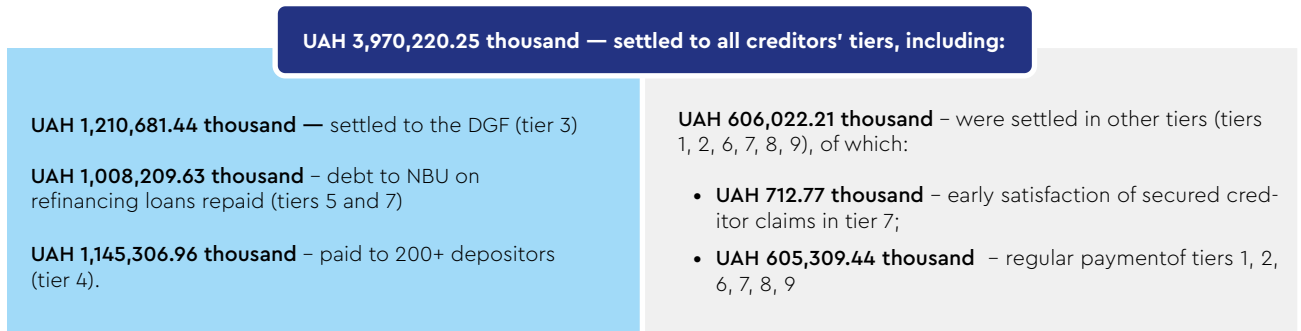 UAH 3,970,220.25 thousand — settled to all creditors' tiers, including:
UAH 1,210,681.44 thousand — settled to the DGF (tier 3)
UAH 1,008,209.63 thousand – debt to NBU on
refinancing loans repaid (tiers 5 and 7)
UAH 1,145,306.96 thousand – paid to 200+ depositors
(tier 4).
UAH 606,022.21 thousand – were settled in other tiers (tiers
1, 2, 6, 7, 8, 9), of which:
• UAH 712.77 thousand – early satisfaction of secured cred-
itor claims in tier 7;
• UAH 605,309.44 thousand – regular paymentof tiers 1, 2,
6, 7, 8, 9